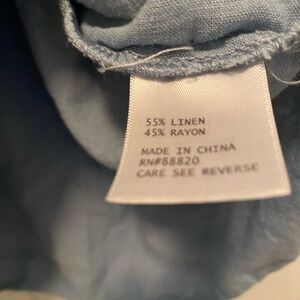 55% LINEN
45% RAYON
MADE IN CHINA
RN#88820
CARE SEE REVERSE